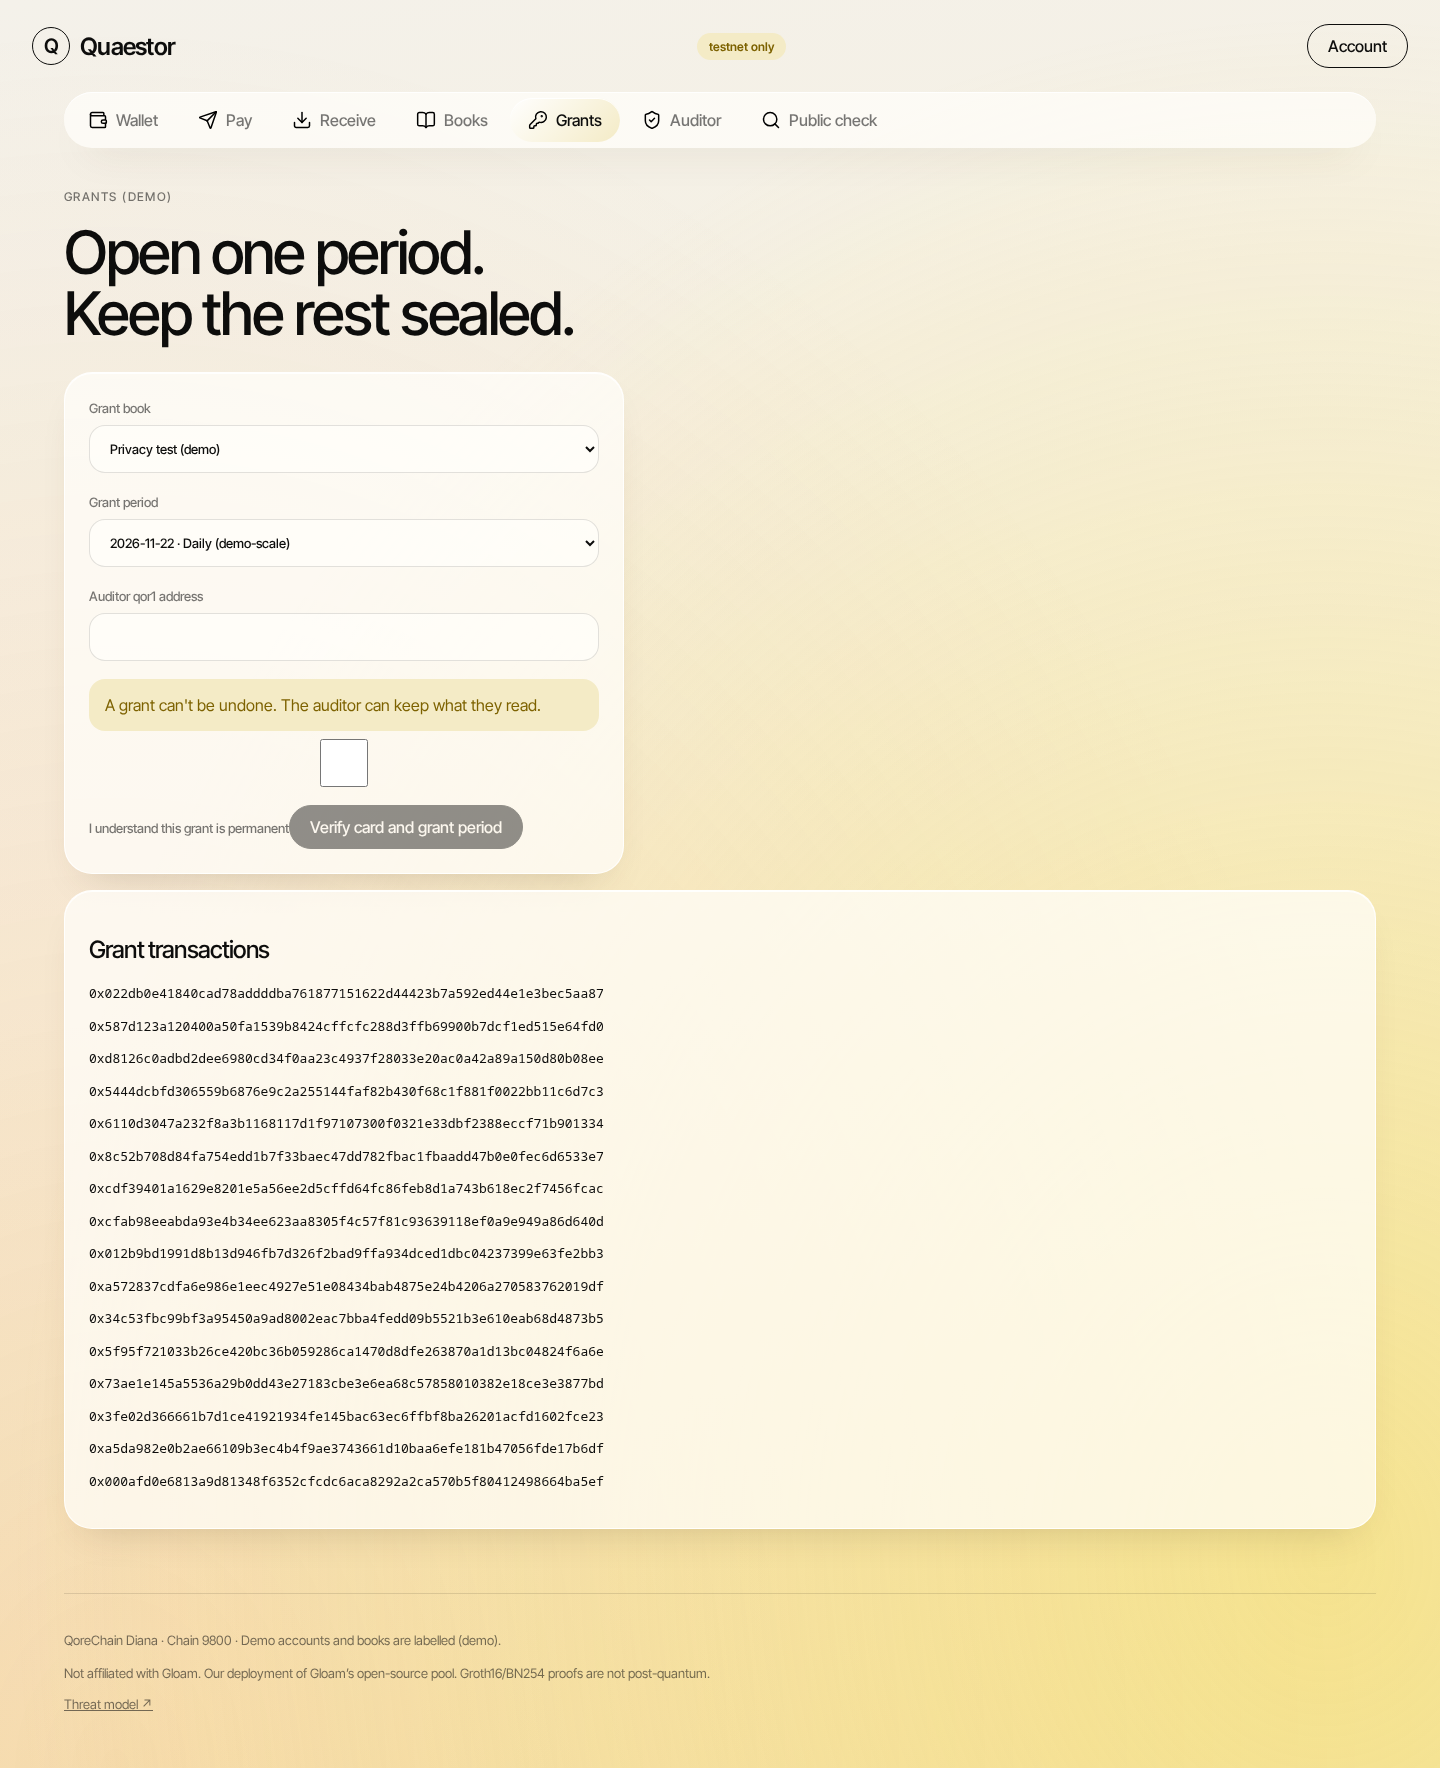 Q Quaestor
testnet only
Account
Wallet
Pay
Receive
Books
Grants
Auditor
Public check
GRANTS (DEMO)
Open one period.
Keep the rest sealed.
Grant book
Privacy test (demo)
Grant period
2026-11-22 · Daily (demo-scale)
Auditor qor1 address
A grant can't be undone. The auditor can keep what they read.
I understand this grant is permanent
Verify card and grant period
Grant transactions
0x022db0e41840cad78addddba761877151622d44423b7a592ed44e1e3bec5aa87
0x587d123a120400a50fa1539b8424cffcfc288d3ffb69900b7dcf1ed515e64fd0
0xd8126c0adbd2dee6980cd34f0aa23c4937f28033e20ac0a42a89a150d80b08ee
0x5444dcbfd306559b6876e9c2a255144faf82b430f68c1f881f0022bb11c6d7c3
0x6110d3047a232f8a3b1168117d1f97107300f0321e33dbf2388eccf71b901334
0x8c52b708d84fa754edd1b7f33baec47dd782fbac1fbaadd47b0e0fec6d6533e7
0xcdf39401a1629e8201e5a56ee2d5cffd64fc86feb8d1a743b618ec2f7456fcac
0xcfab98eeabda93e4b34ee623aa8305f4c57f81c93639118ef0a9e949a86d640d
0x012b9bd1991d8b13d946fb7d326f2bad9ffa934dced1dbc04237399e63fe2bb3
0xa572837cdfa6e986e1eec4927e51e08434bab4875e24b4206a270583762019df
0x34c53fbc99bf3a95450a9ad8002eac7bba4fedd09b5521b3e610eab68d4873b5
0x5f95f721033b26ce420bc36b059286ca1470d8dfe263870a1d13bc04824f6a6e
0x73ae1e145a5536a29b0dd43e27183cbe3e6ea68c57858010382e18ce3e3877bd
0x3fe02d366661b7d1ce41921934fe145bac63ec6ffbf8ba26201acfd1602fce23
0xa5da982e0b2ae66109b3ec4b4f9ae3743661d10baa6efe181b47056fde17b6df
0x000afd0e6813a9d81348f6352cfcdc6aca8292a2ca570b5f80412498664ba5ef
QoreChain Diana · Chain 9800 · Demo accounts and books are labelled (demo).
Not affiliated with Gloam. Our deployment of Gloam's open-source pool. Groth16/BN254 proofs are not post-quantum.
Threat model ↗